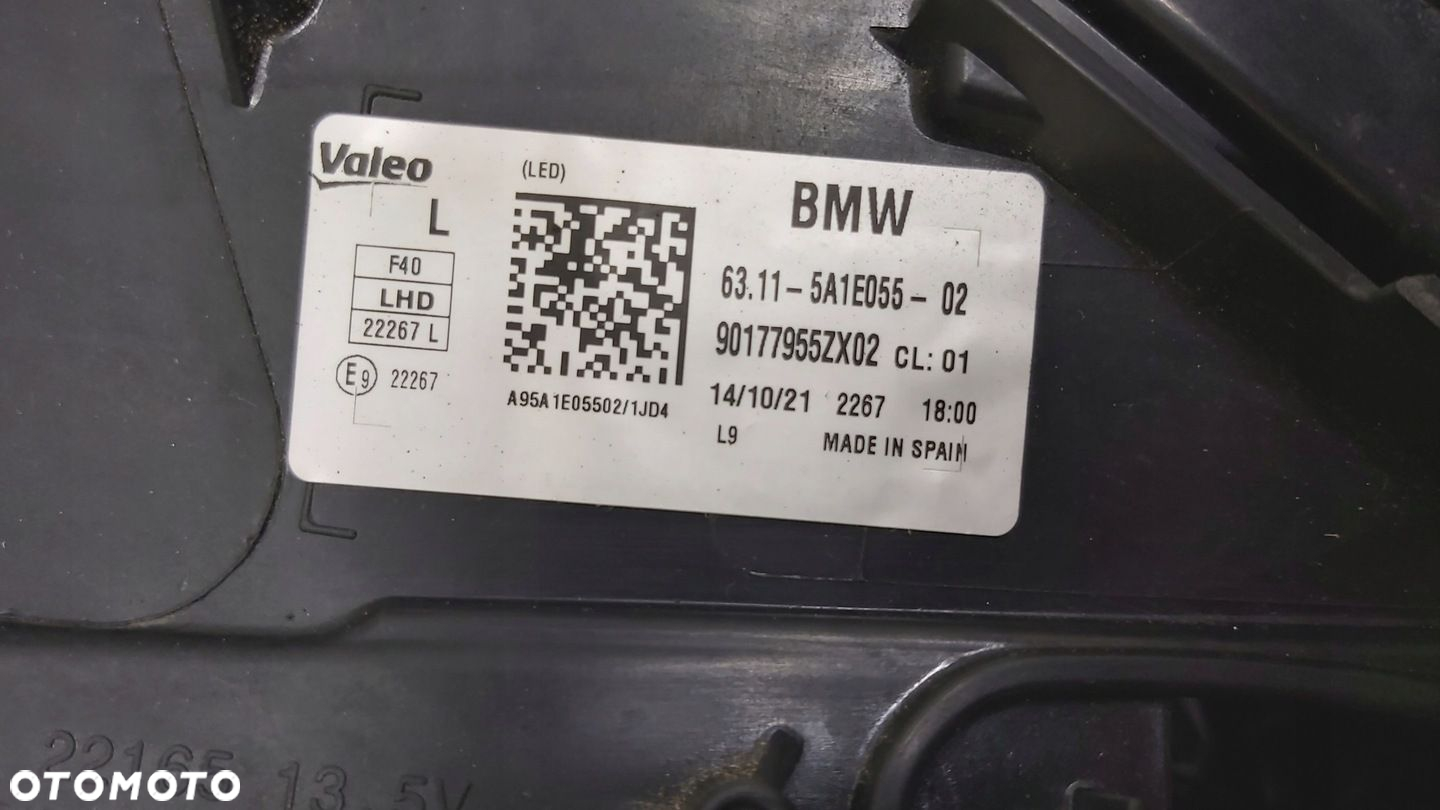 Valeo
(LED)
L
F40
LHD
22267 L
E9 22267
A95A1E05502/1JD4
BMW
63.11-5A1E055-02
90177955ZX02 CL: 01
14/10/21 2267 18:00
L9 MADE IN SPAIN
22165 13.5V
OTOMOTO